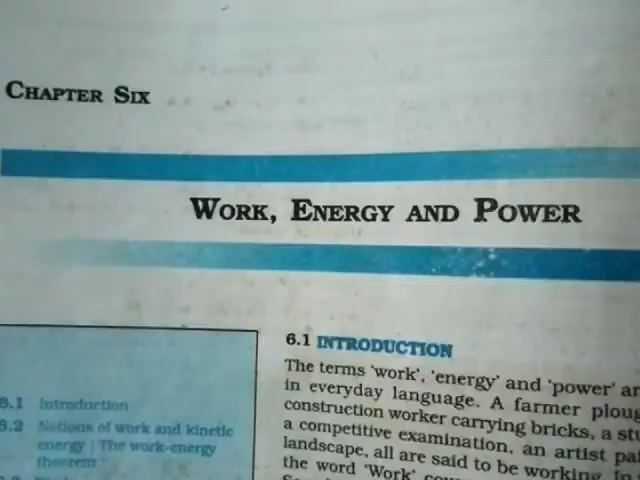 CHAPTER SIX
WORK, ENERGY AND POWER
6.1 Introduction
6.2 Notions of work and kinetic
energy : The work-energy
theorem
6.1 INTRODUCTION
The terms 'work', 'energy' and 'power' ar
in everyday language. A farmer ploug
construction worker carrying bricks, a stu
a competitive examination, an artist pai
landscape, all are said to be working. In
the word 'Work' cov